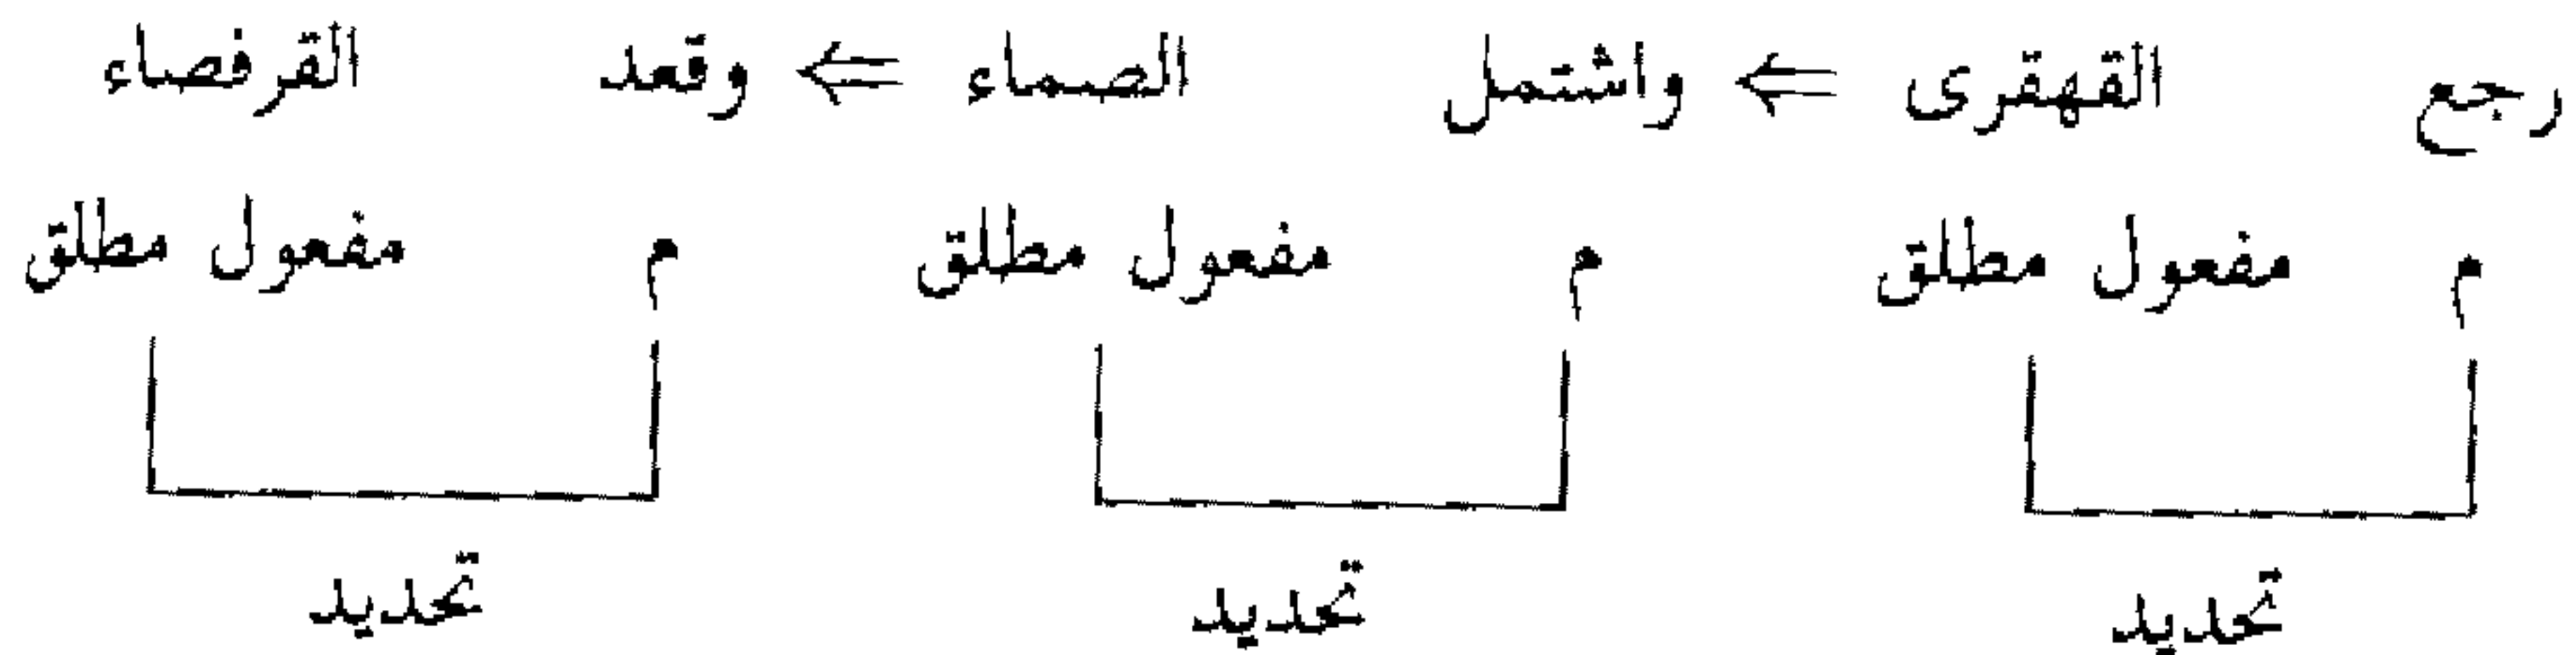 رجع القهقرى ⇐ واشتمل الصماء ⇐ وقعد القرفصاء
م مفعول مطلق م مفعول مطلق م مفعول مطلق
تحديد تحديد تحديد